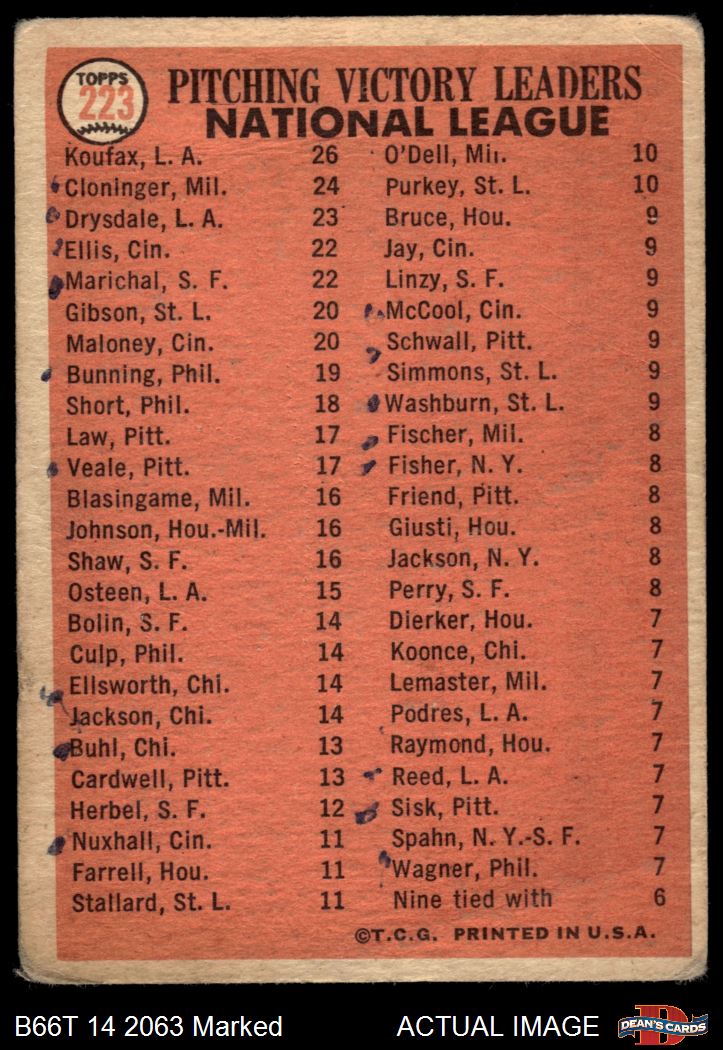 TOPPS
223
PITCHING VICTORY LEADERS
NATIONAL LEAGUE
Koufax, L. A. 26
Cloninger, Mil. 24
Drysdale, L. A. 23
Ellis, Cin. 22
Marichal, S. F. 22
Gibson, St. L. 20
Maloney, Cin. 20
Bunning, Phil. 19
Short, Phil. 18
Law, Pitt. 17
Veale, Pitt. 17
Blasingame, Mil. 16
Johnson, Hou.-Mil. 16
Shaw, S. F. 16
Osteen, L. A. 15
Bolin, S. F. 14
Culp, Phil. 14
Ellsworth, Chi. 14
Jackson, Chi. 14
Buhl, Chi. 13
Cardwell, Pitt. 13
Herbel, S. F. 12
Nuxhall, Cin. 11
Farrell, Hou. 11
Stallard, St. L. 11
O'Dell, Mil. 10
Purkey, St. L. 10
Bruce, Hou. 9
Jay, Cin. 9
Linzy, S. F. 9
McCool, Cin. 9
Schwall, Pitt. 9
Simmons, St. L. 9
Washburn, St. L. 9
Fischer, Mil. 8
Fisher, N. Y. 8
Friend, Pitt. 8
Giusti, Hou. 8
Jackson, N. Y. 8
Perry, S. F. 8
Dierker, Hou. 7
Koonce, Chi. 7
Lemaster, Mil. 7
Podres, L. A. 7
Raymond, Hou. 7
Reed, L. A. 7
Sisk, Pitt. 7
Spahn, N. Y.-S. F. 7
Wagner, Phil. 7
Nine tied with 6
©T.C.G. PRINTED IN U.S.A.
B66T 14 2063 Marked
ACTUAL IMAGE
D
DEAN'S CARDS